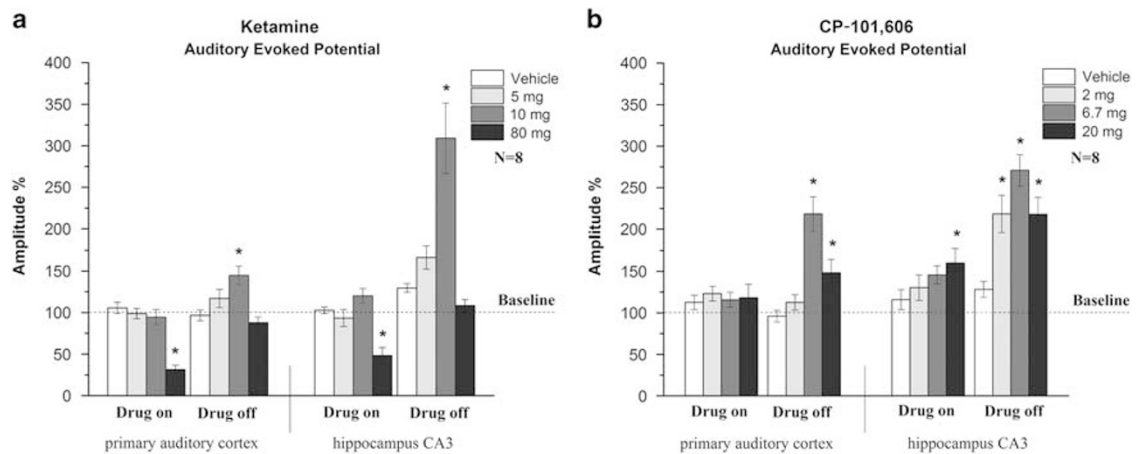 a
Ketamine
Auditory Evoked Potential
400
350
300
250
200
150
100
50
0
Amplitude %
Vehicle
5 mg
10 mg
80 mg
N=8
*
*
*
*
Baseline
Drug on
Drug off
Drug on
Drug off
primary auditory cortex
hippocampus CA3
b
CP-101,606
Auditory Evoked Potential
400
350
300
250
200
150
100
50
0
Amplitude %
Vehicle
2 mg
6.7 mg
20 mg
N=8
*
*
*
*
*
*
Baseline
Drug on
Drug off
Drug on
Drug off
primary auditory cortex
hippocampus CA3